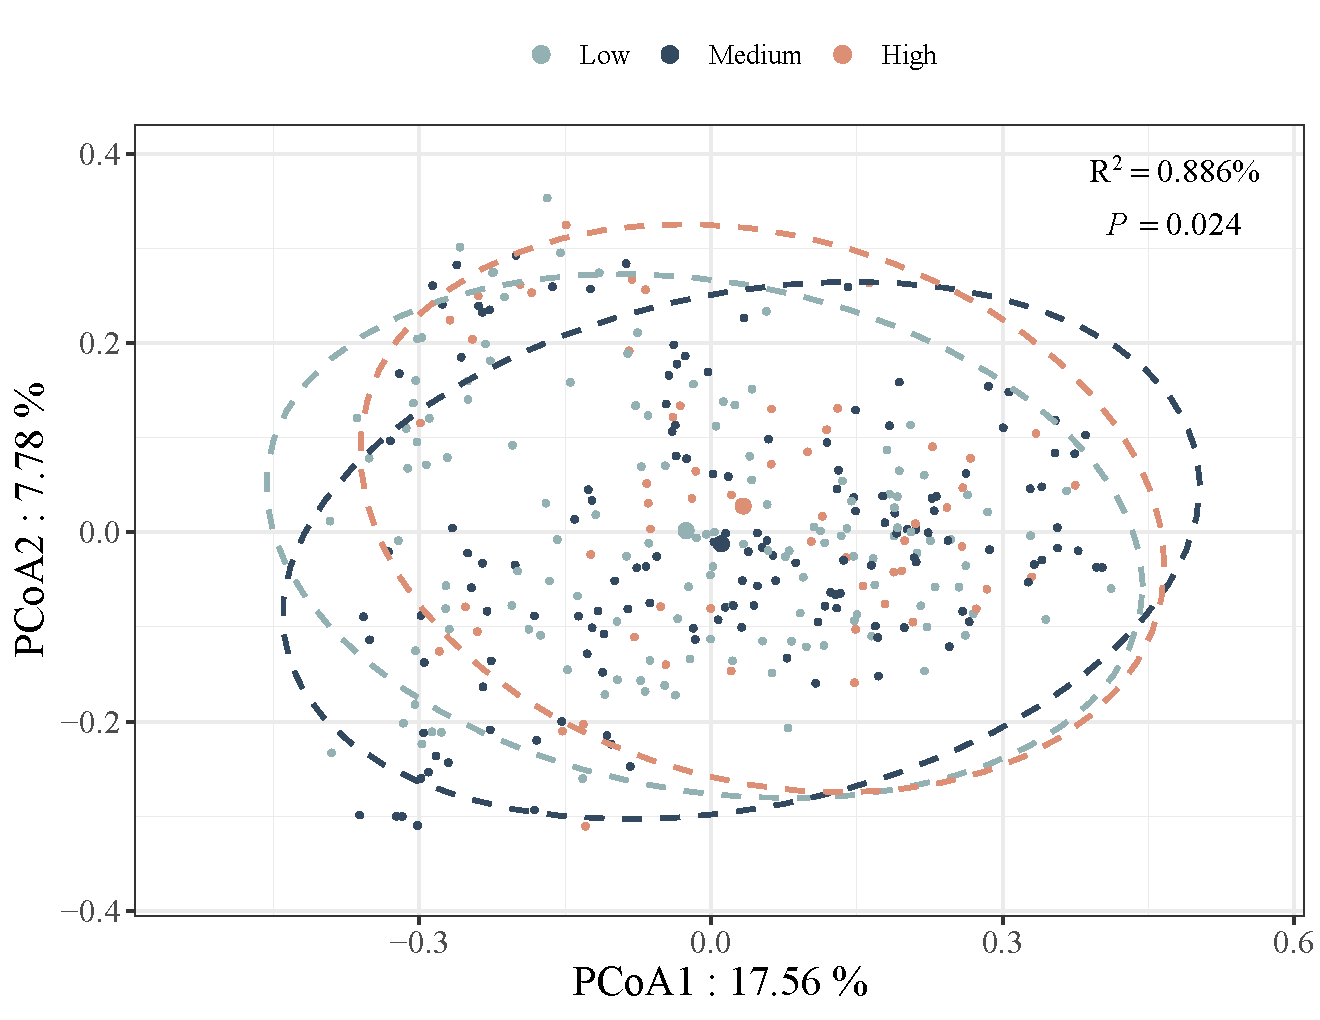 Low Medium High
R² = 0.886%
P = 0.024
0.4
0.2
0.0
−0.2
−0.4
PCoA2 : 7.78 %
−0.3 0.0 0.3 0.6
PCoA1 : 17.56 %